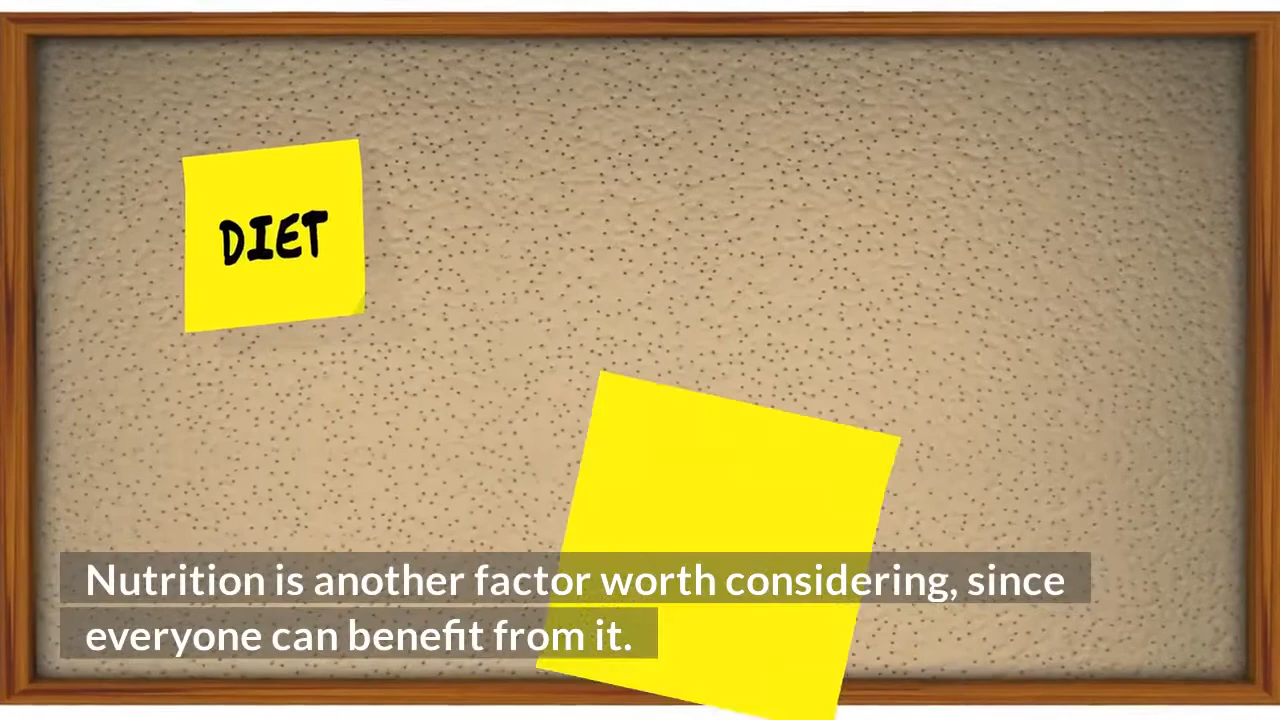 DIET
Nutrition is another factor worth considering, since
everyone can benefit from it.